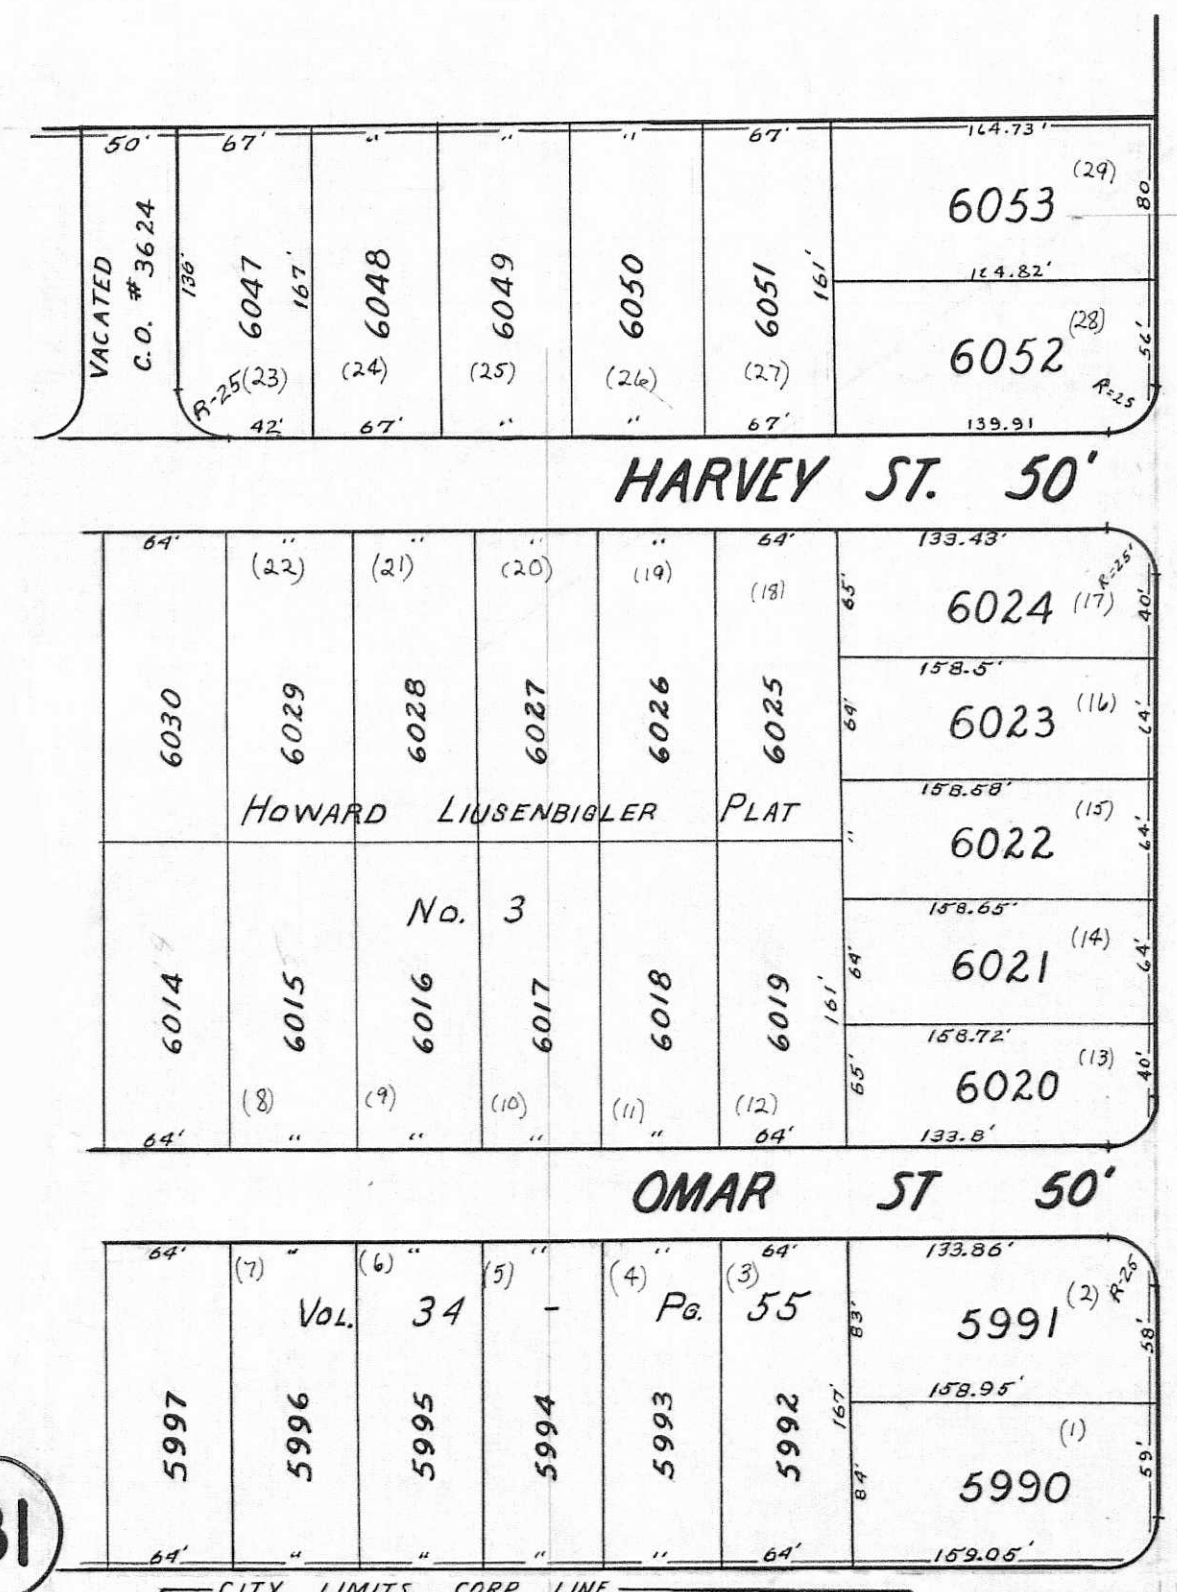 50' 67' " " " 67' 164.73'
VACATED
C.O. #3624
136'
6047
167'
6048
6049
6050
6051
161'
6053 (29)
80
164.82'
6052 (28)
56'
R=25
R-25 (23) (24) (25) (26) (27)
42' 67' " " 67' 139.91
HARVEY ST. 50'
64' " " " " 64' 133.43'
(22) (21) (20) (19) (18)
R=25'
65'
6024 (17)
40'
158.5'
6030
6029
6028
6027
6026
6025
64'
6023 (16)
64'
158.58'
HOWARD LIUSENBIGLER PLAT
"
6022 (15)
64'
158.65'
No. 3
64'
6021 (14)
64'
6014
6015
6016
6017
6018
6019
161'
158.72'
65'
6020 (13)
40'
(8) (9) (10) (11) (12)
64' " " " " 64' 133.8'
OMAR ST 50'
64' " " " " 64' 133.86'
(7) (6) (5) (4) (3)
R-25
VOL. 34 - PG. 55
83'
5991 (2)
58'
158.95'
5997
5996
5995
5994
5993
5992
167'
(1)
84'
5990
59'
64' " " " " 64' 159.05'
CITY LIMITS CORP LINE